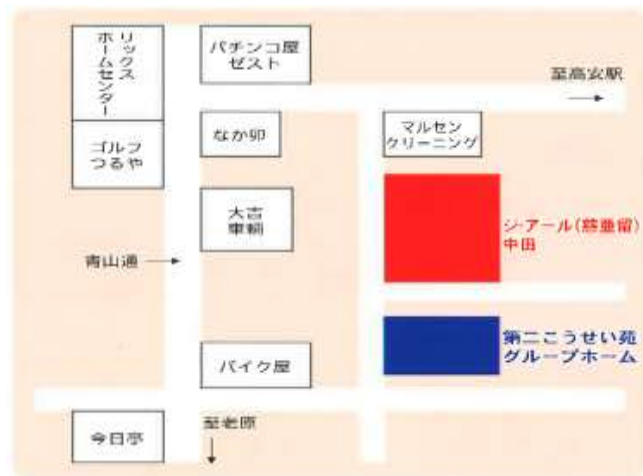 リックス
ホームセンター
パチンコ屋
ゼスト
至高安駅
ゴルフ
つるや
なか卯
マルセン
クリーニング
大吉
車輌
シ・アール(慈亜留)
中田
青山通
第二こうせい苑
グループホーム
バイク屋
今日亭
至老原